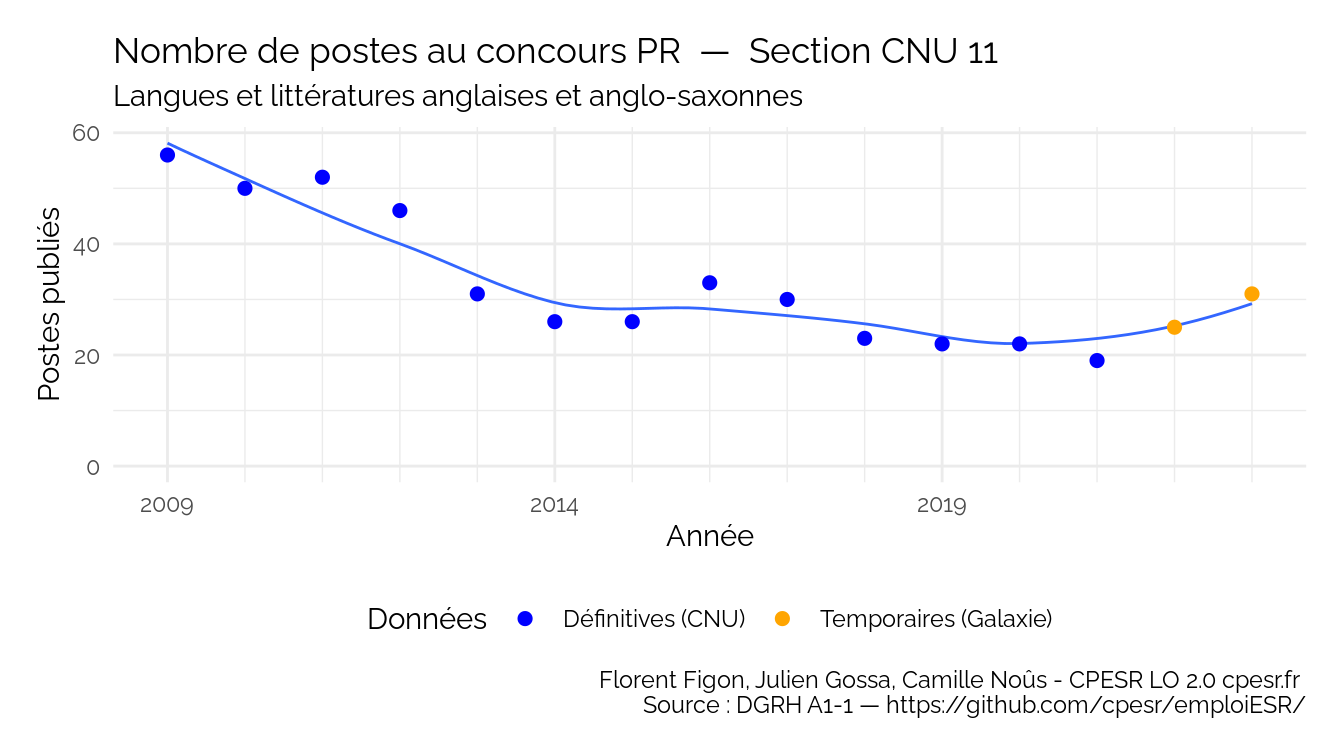 Nombre de postes au concours PR — Section CNU 11
Langues et littératures anglaises et anglo-saxonnes
60
40
20
0
Postes publiés
2009 2014 2019
Année
Données Définitives (CNU) Temporaires (Galaxie)
Florent Figon, Julien Gossa, Camille Noûs - CPESR LO 2.0 cpesr.fr
Source : DGRH A1-1 — https://github.com/cpesr/emploiESR/